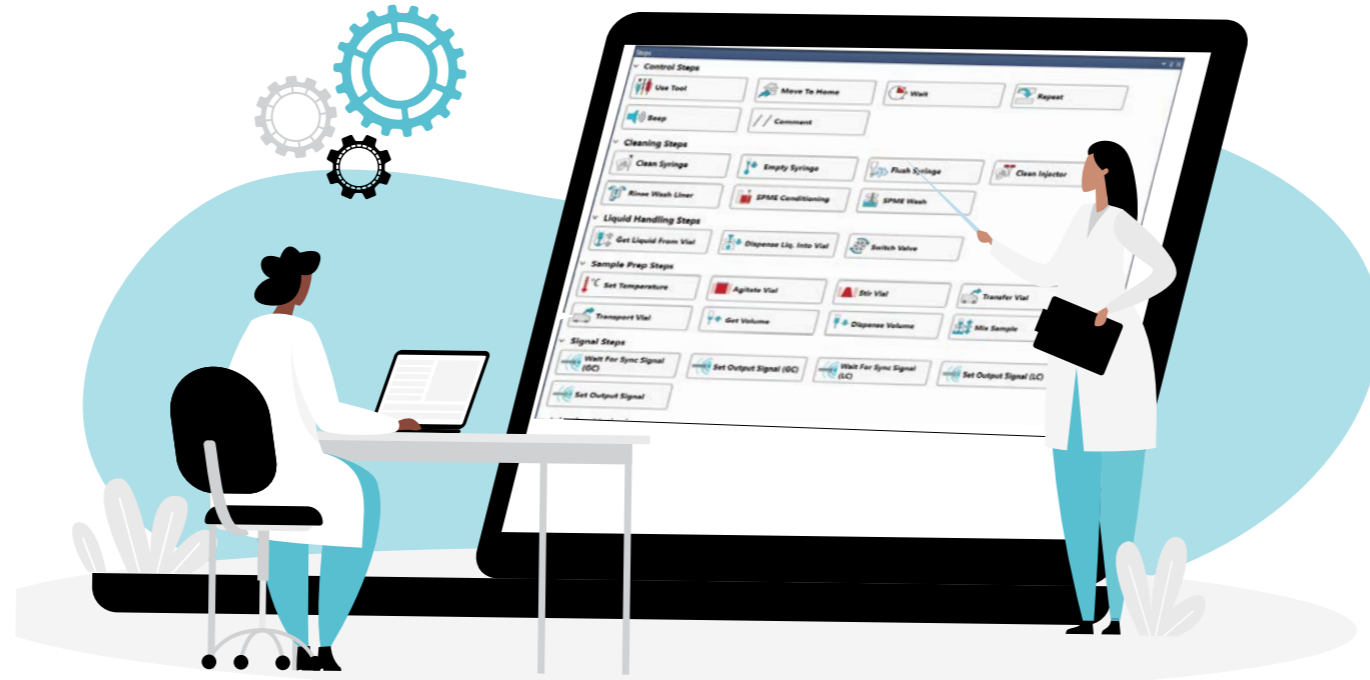 Steps
Control Steps
Use Tool
Move To Home
Wait
Repeat
Beep
// Comment
Cleaning Steps
Clean Syringe
Empty Syringe
Flush Syringe
Clean Injector
Rinse Wash Liner
SPME Conditioning
SPME Wash
Liquid Handling Steps
Get Liquid From Vial
Dispense Liq. Into Vial
Switch Valve
Sample Prep Steps
°C Set Temperature
Agitate Vial
Stir Vial
Transfer Vial
Transport Vial
Get Volume
Dispense Volume
Mix Sample
Signal Steps
Wait For Sync Signal
(GC)
Set Output Signal (GC)
Wait For Sync Signal
(LC)
Set Output Signal (LC)
Set Output Signal